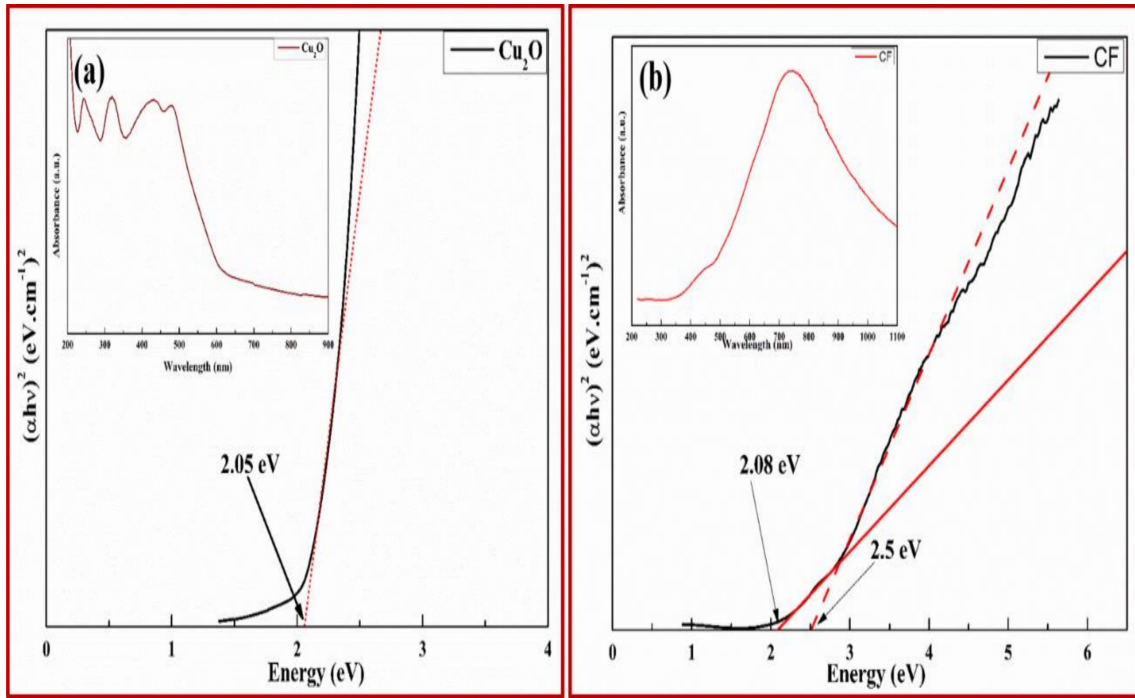 (a)
Cu₂O
Cu₂O
Absorbance (a.u.)
200 300 400 500 600 700 800 900
Wavelength (nm)
(αhν)² (eV.cm⁻¹)²
2.05 eV
0 1 2 3 4
Energy (eV)
(b)
CF
CF
Absorbance (a.u.)
200 300 400 500 600 700 800 900 1000 1100
Wavelength (nm)
(αhν)² (eV.cm⁻¹)²
2.08 eV
2.5 eV
0 1 2 3 4 5 6
Energy (eV)